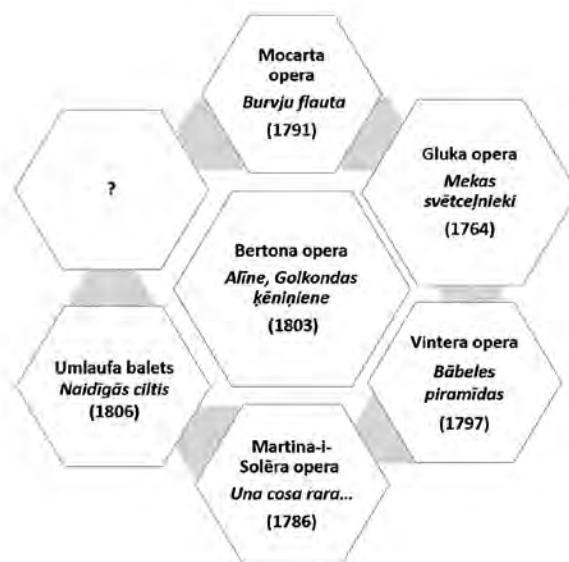 Mocarta
opera
Burvju flauta
(1791)
?
Gluka opera
Mekas
svētceļnieki
(1764)
Bertona opera
Alīne, Golkondas
ķēniņiene
(1803)
Umlaufa balets
Naidīgās ciltis
(1806)
Vintera opera
Bābeles
piramīdas
(1797)
Martina-i-
Solēra opera
Una cosa rara...
(1786)